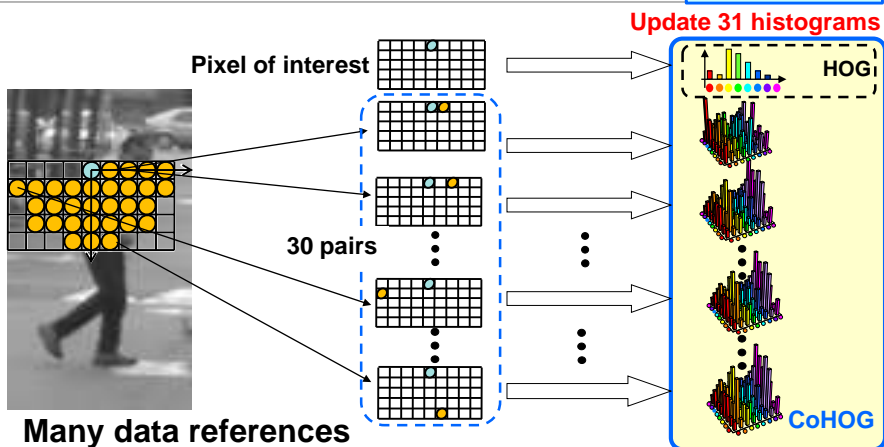 Update 31 histograms
Pixel of interest
HOG
30 pairs
CoHOG
Many data references